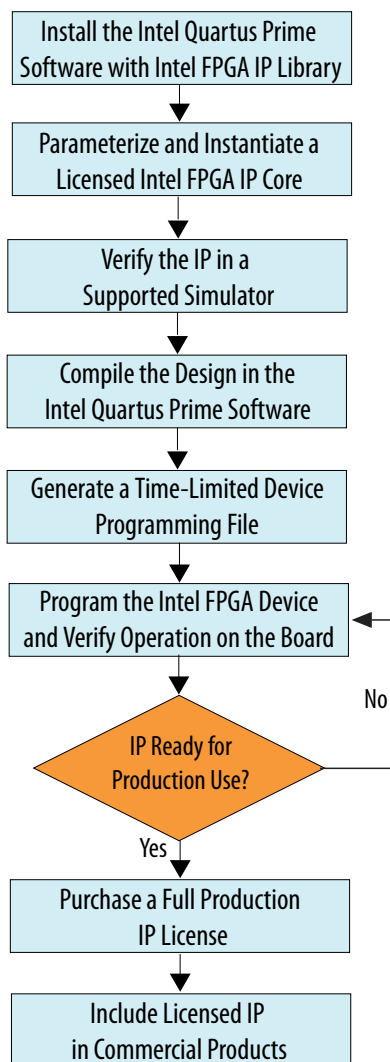 Install the Intel Quartus Prime
Software with Intel FPGA IP Library
Parameterize and Instantiate a
Licensed Intel FPGA IP Core
Verify the IP in a
Supported Simulator
Compile the Design in the
Intel Quartus Prime Software
Generate a Time-Limited Device
Programming File
Program the Intel FPGA Device
and Verify Operation on the Board
No
IP Ready for
Production Use?
Yes
Purchase a Full Production
IP License
Include Licensed IP
in Commercial Products